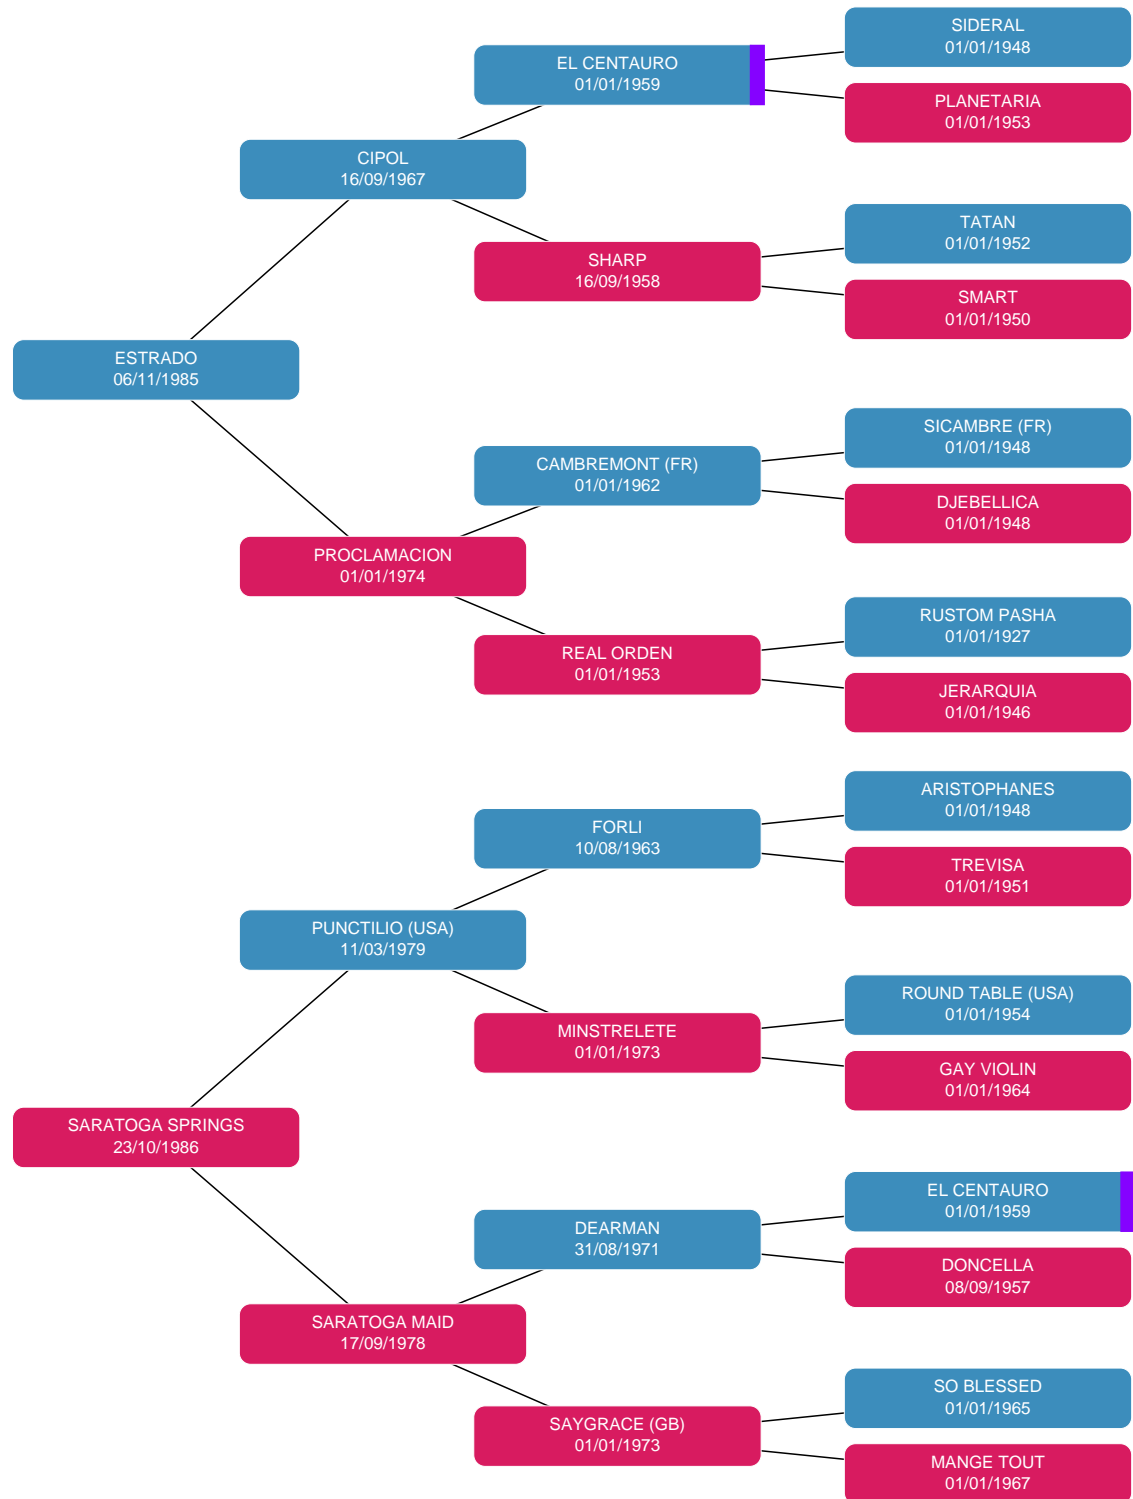 SIDERAL
01/01/1948
EL CENTAURO
01/01/1959
PLANETARIA
01/01/1953
CIPOL
16/09/1967
TATAN
01/01/1952
SHARP
16/09/1958
SMART
01/01/1950
ESTRADO
06/11/1985
SICAMBRE (FR)
01/01/1948
CAMBREMONT (FR)
01/01/1962
DJEBELLICA
01/01/1948
PROCLAMACION
01/01/1974
RUSTOM PASHA
01/01/1927
REAL ORDEN
01/01/1953
JERARQUIA
01/01/1946
ARISTOPHANES
01/01/1948
FORLI
10/08/1963
TREVISA
01/01/1951
PUNCTILIO (USA)
11/03/1979
ROUND TABLE (USA)
01/01/1954
MINSTRELETE
01/01/1973
GAY VIOLIN
01/01/1964
SARATOGA SPRINGS
23/10/1986
EL CENTAURO
01/01/1959
DEARMAN
31/08/1971
DONCELLA
08/09/1957
SARATOGA MAID
17/09/1978
SO BLESSED
01/01/1965
SAYGRACE (GB)
01/01/1973
MANGE TOUT
01/01/1967